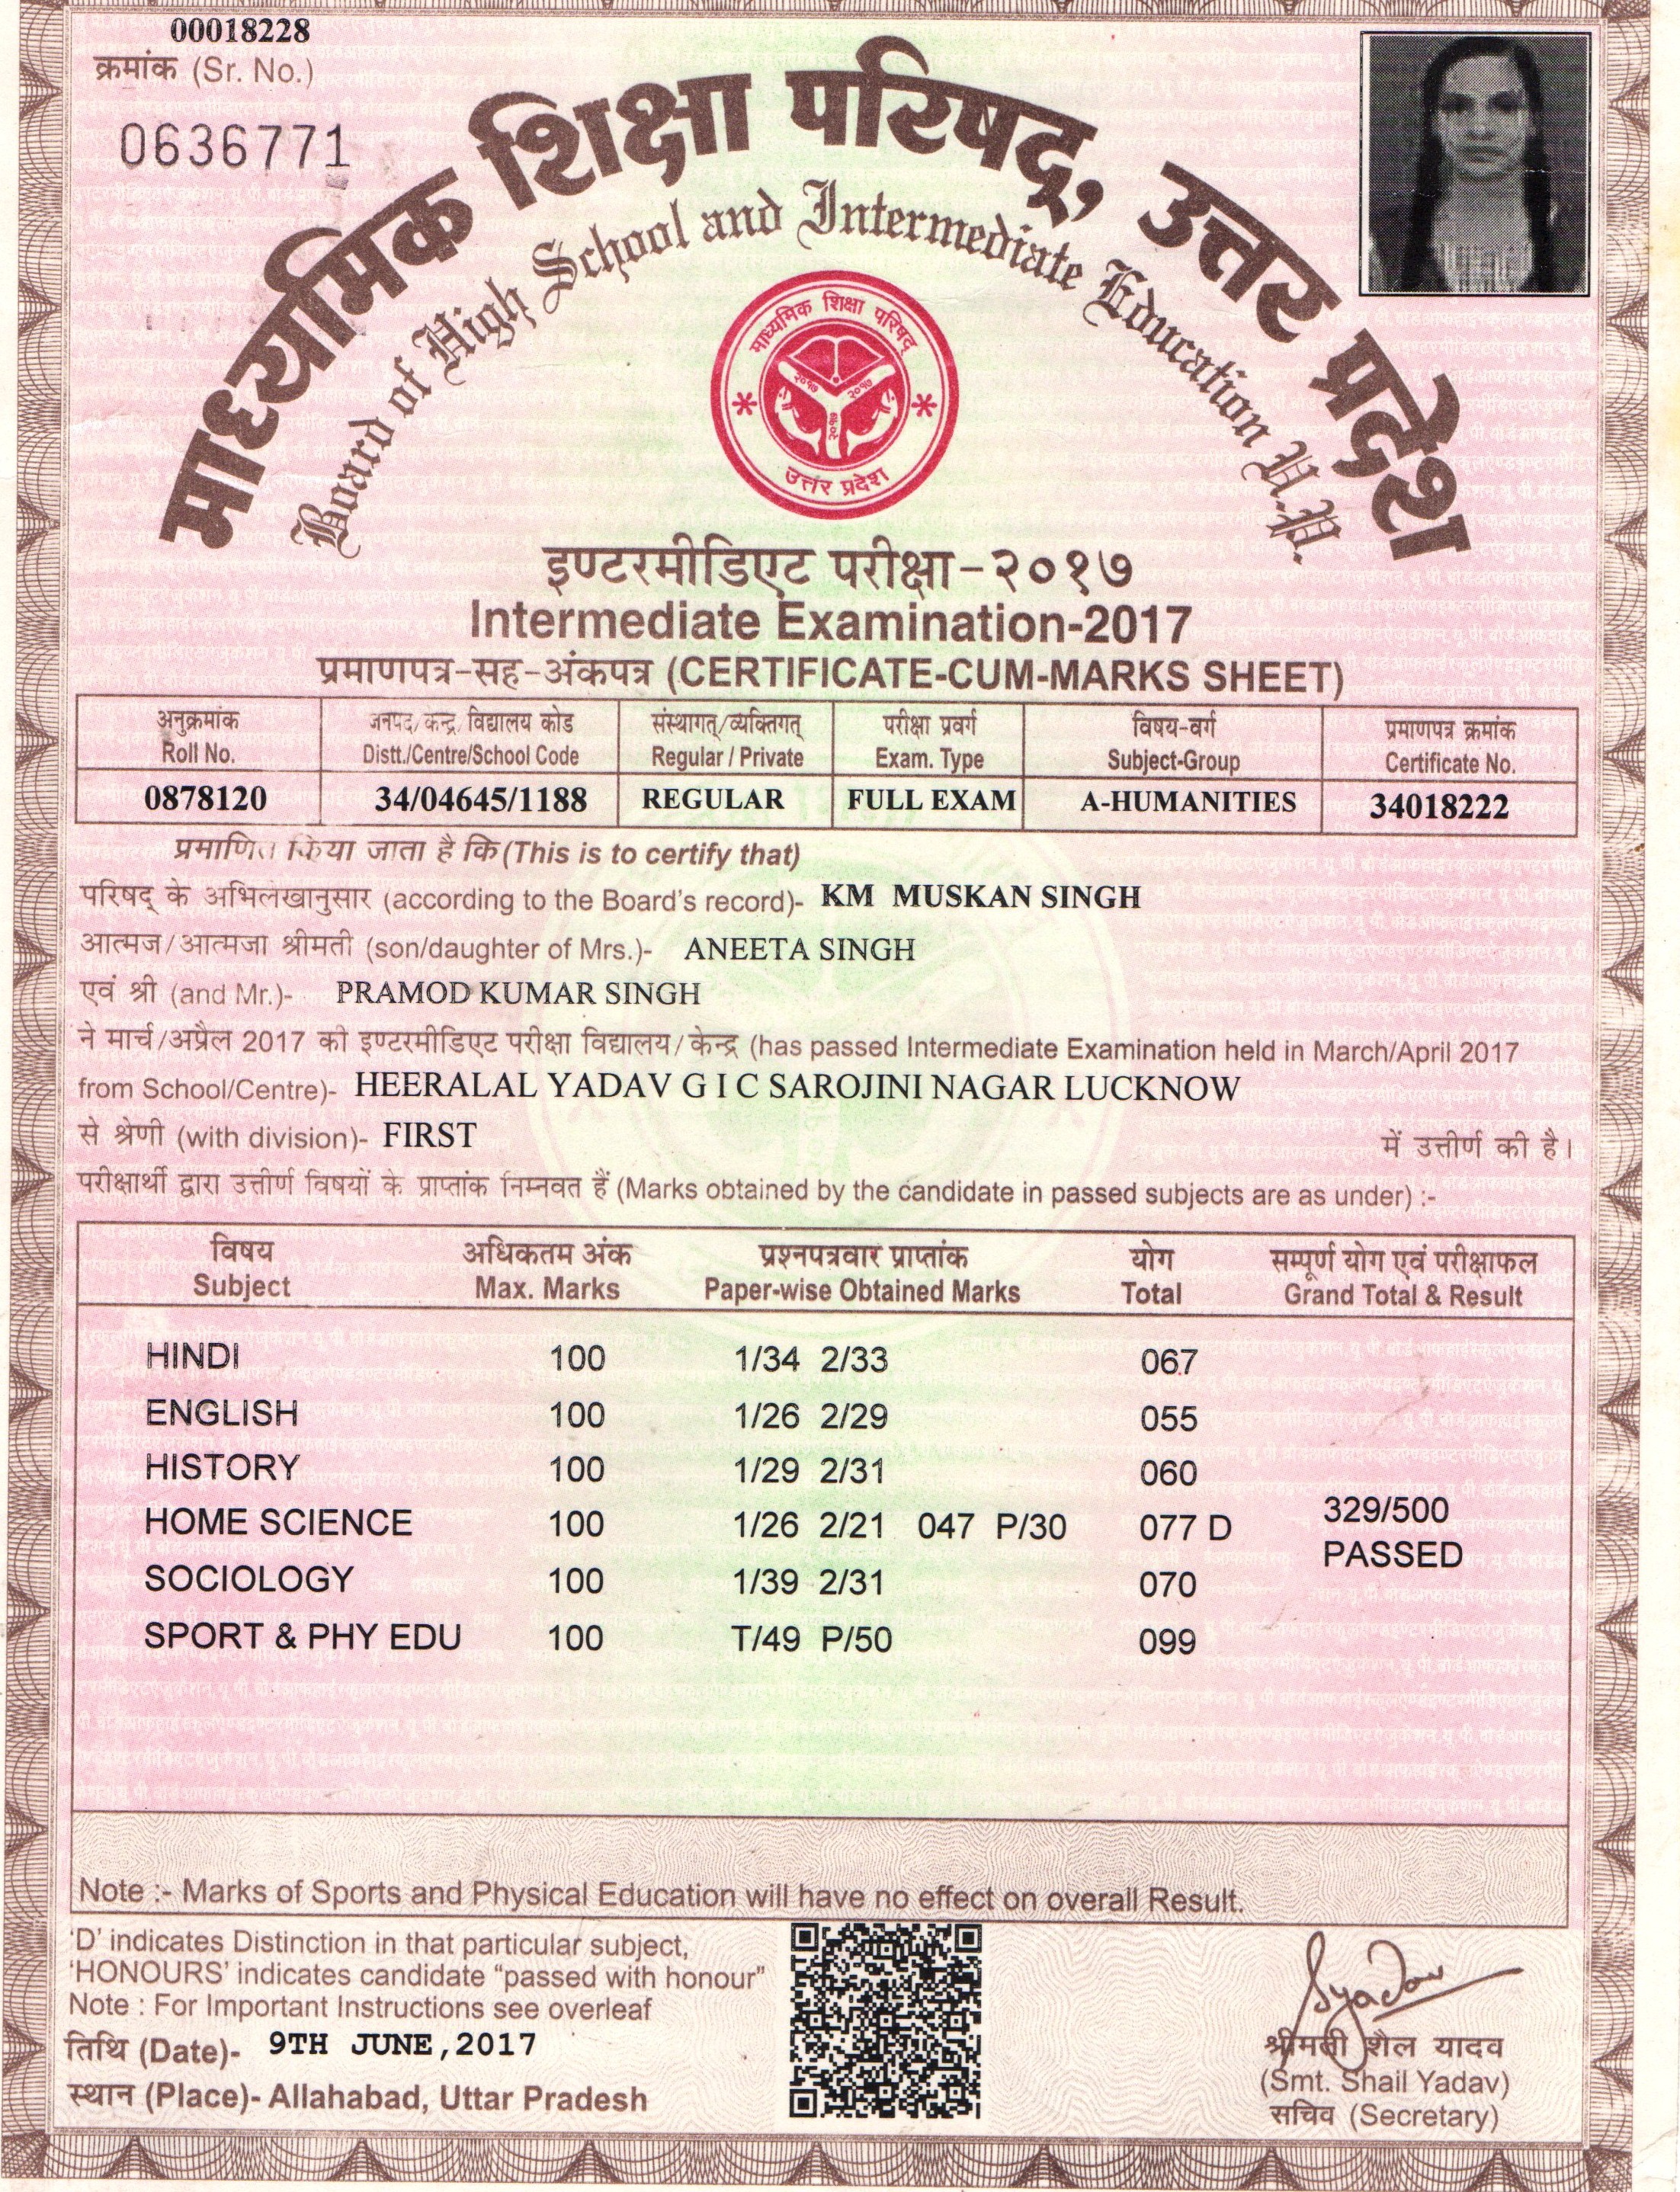 00018228
क्रमांक (Sr. No.)
0636771
माध्यमिक शिक्षा परिषद्, उत्तर प्रदेश
Board of High School and Intermediate Education U.P.
माध्यमिक शिक्षा परिषद्
२०१७ २०१७
२०१७
उत्तर प्रदेश
इण्टरमीडिएट परीक्षा-२०१७
Intermediate Examination-2017
प्रमाणपत्र-सह-अंकपत्र (CERTIFICATE-CUM-MARKS SHEET)
अनुक्रमांक जनपद/केन्द्र/विद्यालय कोड संस्थागत्/व्यक्तिगत् परीक्षा प्रवर्ग विषय-वर्ग प्रमाणपत्र क्रमांक
Roll No. Distt./Centre/School Code Regular / Private Exam. Type Subject-Group Certificate No.
0878120 34/04645/1188 REGULAR FULL EXAM A-HUMANITIES 34018222
प्रमाणित किया जाता है कि (This is to certify that)
परिषद् के अभिलेखानुसार (according to the Board's record)- KM MUSKAN SINGH
आत्मज/आत्मजा श्रीमती (son/daughter of Mrs.)- ANEETA SINGH
एवं श्री (and Mr.)- PRAMOD KUMAR SINGH
ने मार्च/अप्रैल 2017 की इण्टरमीडिएट परीक्षा विद्यालय/केन्द्र (has passed Intermediate Examination held in March/April 2017
from School/Centre)- HEERALAL YADAV G I C SAROJINI NAGAR LUCKNOW
से श्रेणी (with division)- FIRST में उत्तीर्ण की है।
परीक्षार्थी द्वारा उत्तीर्ण विषयों के प्राप्तांक निम्नवत हैं (Marks obtained by the candidate in passed subjects are as under) :-
विषय अधिकतम अंक प्रश्नपत्रवार प्राप्तांक योग सम्पूर्ण योग एवं परीक्षाफल
Subject Max. Marks Paper-wise Obtained Marks Total Grand Total & Result
HINDI 100 1/34 2/33 067
ENGLISH 100 1/26 2/29 055
HISTORY 100 1/29 2/31 060
HOME SCIENCE 100 1/26 2/21 047 P/30 077 D 329/500
PASSED
SOCIOLOGY 100 1/39 2/31 070
SPORT & PHY EDU 100 T/49 P/50 099
Note :- Marks of Sports and Physical Education will have no effect on overall Result.
'D' indicates Distinction in that particular subject,
'HONOURS' indicates candidate "passed with honour"
Note : For Important Instructions see overleaf
तिथि (Date)- 9TH JUNE,2017
स्थान (Place)- Allahabad, Uttar Pradesh
Syadav
श्रीमती शैल यादव
(Smt. Shail Yadav)
सचिव (Secretary)